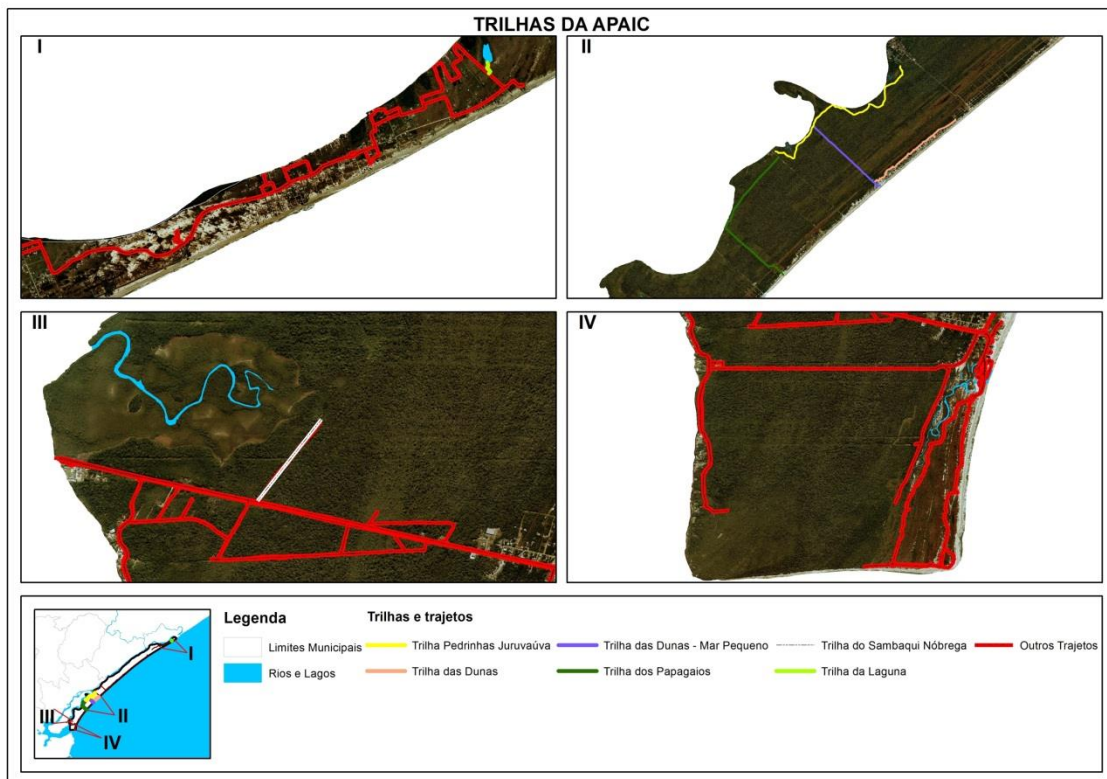 TRILHAS DA APAIC
I
II
III
IV
Legenda
Limites Municipais
Rios e Lagos
Trilhas e trajetos
Trilha Pedrinhas Juruvaúva
Trilha das Dunas - Mar Pequeno
Trilha do Sambaqui Nóbrega
Outros Trajetos
Trilha das Dunas
Trilha dos Papagaios
Trilha da Laguna
I
II
III
IV